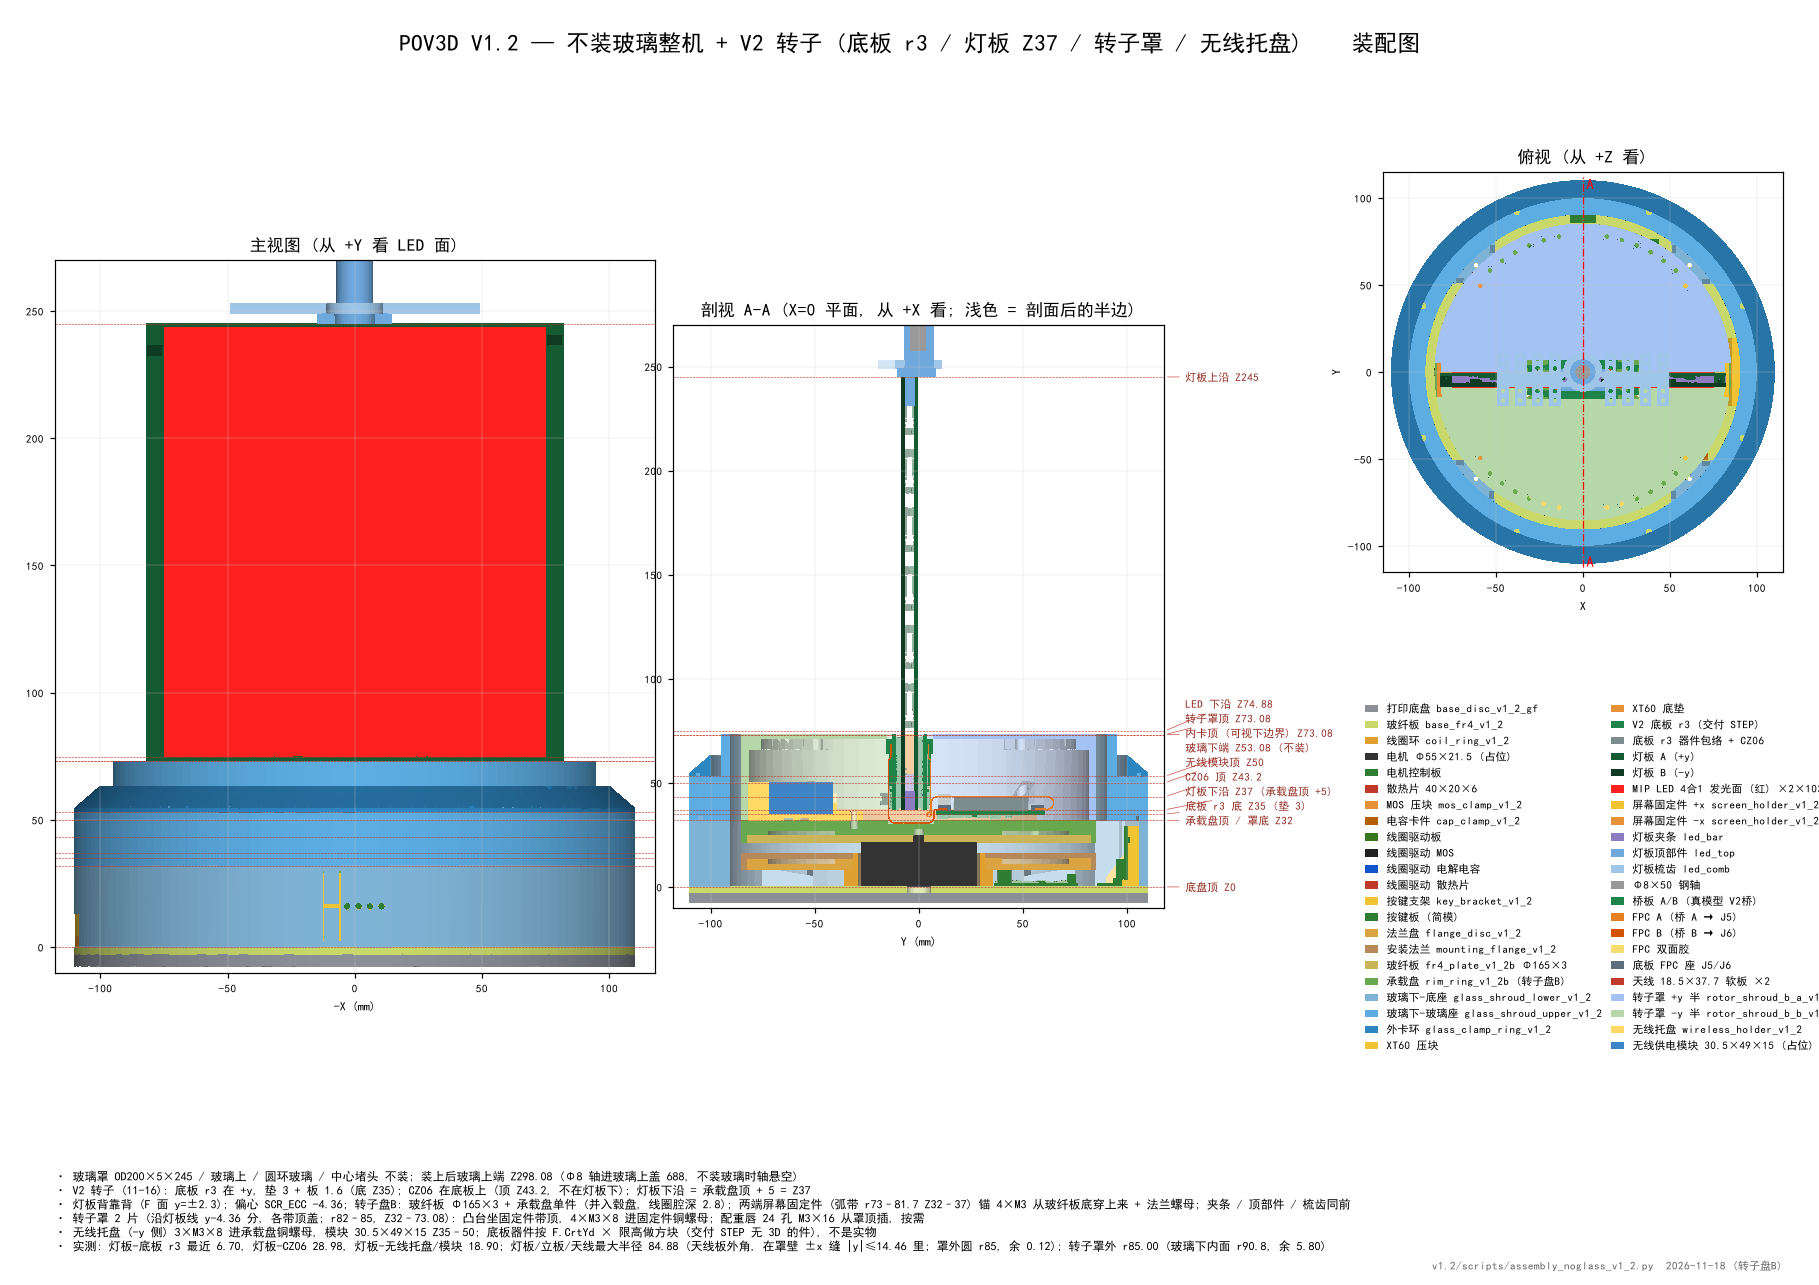 POV3D V1.2 — 不装玻璃整机 + V2 转子 (底板 r3 / 灯板 Z37 / 转子罩 / 无线托盘)   装配图
主视图 (从 +Y 看 LED 面)
250
200
150
100
50
0
−100
−50
0
50
100
−X (mm)
剖视 A-A (X=0 平面, 从 +X 看; 浅色 = 剖面后的半边)
250
200
150
100
50
0
−100
−50
0
50
100
Y (mm)
灯板上沿 Z245
LED 下沿 Z74.88
转子罩顶 Z73.08
内卡顶 (可视下边界) Z73.08
玻璃下端 Z53.08 (不装)
无线模块顶 Z50
CZ06 顶 Z43.2
灯板下沿 Z37 (承载盘顶 +5)
底板 r3 底 Z35 (垫 3)
承载盘顶 / 罩底 Z32
底盘顶 Z0
俯视 (从 +Z 看)
A
A
100
50
0
−50
−100
Y
−100
−50
0
50
100
X
打印底盘 base_disc_v1_2_gf
玻纤板 base_fr4_v1_2
线圈环 coil_ring_v1_2
电机 Φ55×21.5 (占位)
电机控制板
散热片 40×20×6
MOS 压块 mos_clamp_v1_2
电容卡件 cap_clamp_v1_2
线圈驱动板
线圈驱动 MOS
线圈驱动 电解电容
线圈驱动 散热片
按键支架 key_bracket_v1_2
按键板 (简模)
法兰盘 flange_disc_v1_2
安装法兰 mounting_flange_v1_2
玻纤板 fr4_plate_v1_2b Φ165×3
承载盘 rim_ring_v1_2b (转子盘B)
玻璃下-底座 glass_shroud_lower_v1_2
玻璃下-玻璃座 glass_shroud_upper_v1_2
外卡环 glass_clamp_ring_v1_2
XT60 压块
XT60 底垫
V2 底板 r3 (交付 STEP)
底板 r3 器件包络 + CZ06
灯板 A (+y)
灯板 B (-y)
MIP LED 4合1 发光面 (红) ×2×10
屏幕固定件 +x screen_holder_v1_2
屏幕固定件 -x screen_holder_v1_2
灯板夹条 led_bar
灯板顶部件 led_top
灯板梳齿 led_comb
Φ8×50 钢轴
桥板 A/B (真模型 V2桥)
FPC A (桥 A → J5)
FPC B (桥 B → J6)
FPC 双面胶
底板 FPC 座 J5/J6
天线 18.5×37.7 软板 ×2
转子罩 +y 半 rotor_shroud_b_a_v1
转子罩 -y 半 rotor_shroud_b_b_v1
无线托盘 wireless_holder_v1_2
无线供电模块 30.5×49×15 (占位)
· 玻璃罩 OD200×5×245 / 玻璃上 / 圆环玻璃 / 中心堵头 不装; 装上后玻璃上端 Z298.08 (Φ8 轴进玻璃上盖 688, 不装玻璃时轴悬空)
· V2 转子 (11-16): 底板 r3 在 +y, 垫 3 + 板 1.6 (底 Z35); CZ06 在底板上 (顶 Z43.2, 不在灯板下); 灯板下沿 = 承载盘顶 + 5 = Z37
· 灯板背靠背 (F 面 y=±2.3); 偏心 SCR_ECC -4.36; 转子盘B: 玻纤板 Φ165×3 + 承载盘单件 (并入毂盘, 线圈腔深 2.8); 两端屏幕固定件 (弧带 r73-81.7 Z32-37) 锚 4×M3 从玻纤板底穿上来 + 法兰螺母; 夹条 / 顶部件 / 梳齿同前
· 转子罩 2 片 (沿灯板线 y-4.36 分, 各带顶盖; r82-85, Z32-73.08): 凸台坐固定件带顶, 4×M3×8 进固定件铜螺母; 配重唇 24 孔 M3×16 从罩顶插, 按需
· 无线托盘 (-y 侧) 3×M3×8 进承载盘铜螺母, 模块 30.5×49×15 Z35-50; 底板器件按 F.CrtYd × 限高做方块 (交付 STEP 无 3D 的件), 不是实物
· 实测: 灯板-底板 r3 最近 6.70, 灯板-CZ06 28.98, 灯板-无线托盘/模块 18.90; 灯板/立板/天线最大半径 84.88 (天线板外角, 在罩壁 ±x 缝 |y|≤14.46 里; 罩外圆 r85, 余 0.12); 转子罩外 r85.00 (玻璃下内面 r90.8, 余 5.80)
v1.2/scripts/assembly_noglass_v1_2.py  2026-11-18 (转子盘B)